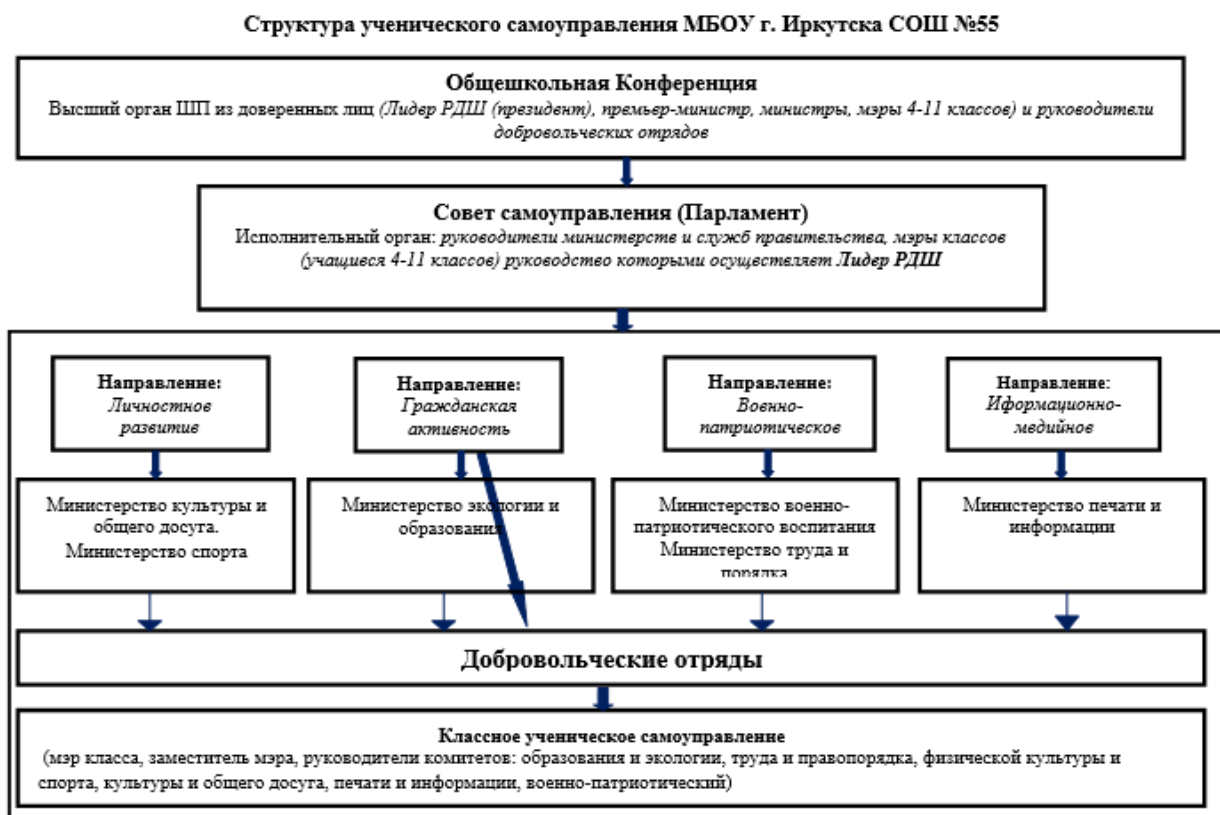 Структура ученического самоуправления МБОУ г. Иркутска СОШ №55
Общешкольная Конференция
Высший орган ШП из доверенных лиц (Лидер РДШ (президент), премьер-министр, министры, мэры 4-11 классов) и руководители
добровольческих отрядов
Совет самоуправления (Парламент)
Исполнительный орган: руководители министерств и служб правительства, мэры классов
(учащиеся 4-11 классов) руководство которыми осуществляет Лидер РДШ
Направление:
Личностное
развитие
Направление:
Гражданская
активность
Направление:
Военно-
патриотическое
Направление:
Иформационно-
медийное
Министерство культуры и
общего досуга.
Министерство спорта
Министерство экологии и
образования
Министерство военно-
патриотического воспитания
Министерство труда и
порядка
Министерство печати и
информации
Добровольческие отряды
Классное ученическое самоуправление
(мэр класса, заместитель мэра, руководители комитетов: образования и экологии, труда и правопорядка, физической культуры и
спорта, культуры и общего досуга, печати и информации, военно-патриотический)